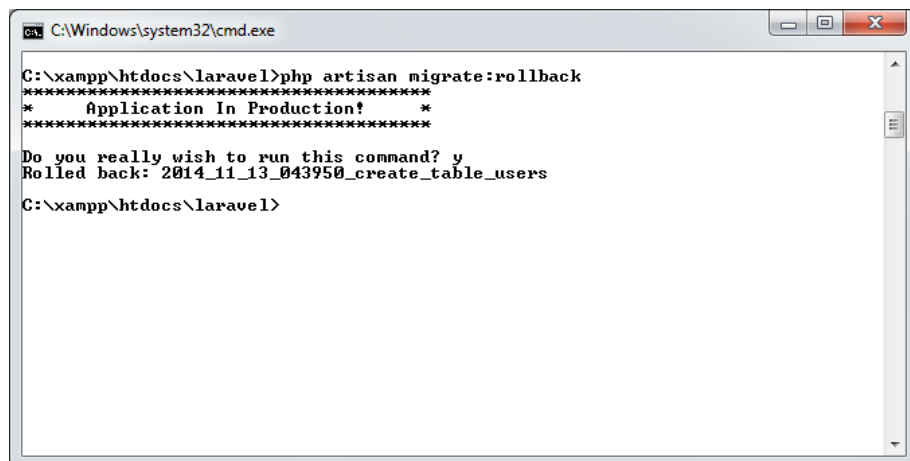 C:\Windows\system32\cmd.exe
C:\xampp\htdocs\laravel>php artisan migrate:rollback
**************************************
*     Application In Production!     *
**************************************
Do you really wish to run this command? y
Rolled back: 2014_11_13_043950_create_table_users
C:\xampp\htdocs\laravel>